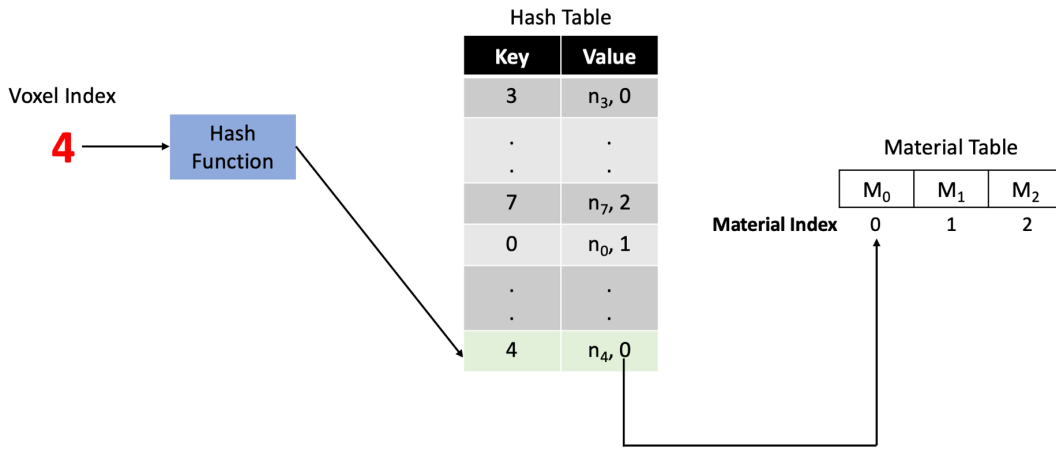 Hash Table
Key Value
3 n₃, 0
. .
. .
7 n₇, 2
0 n₀, 1
. .
. .
4 n₄, 0
Voxel Index
4
Hash
Function
Material Table
M₀ M₁ M₂
Material Index 0 1 2